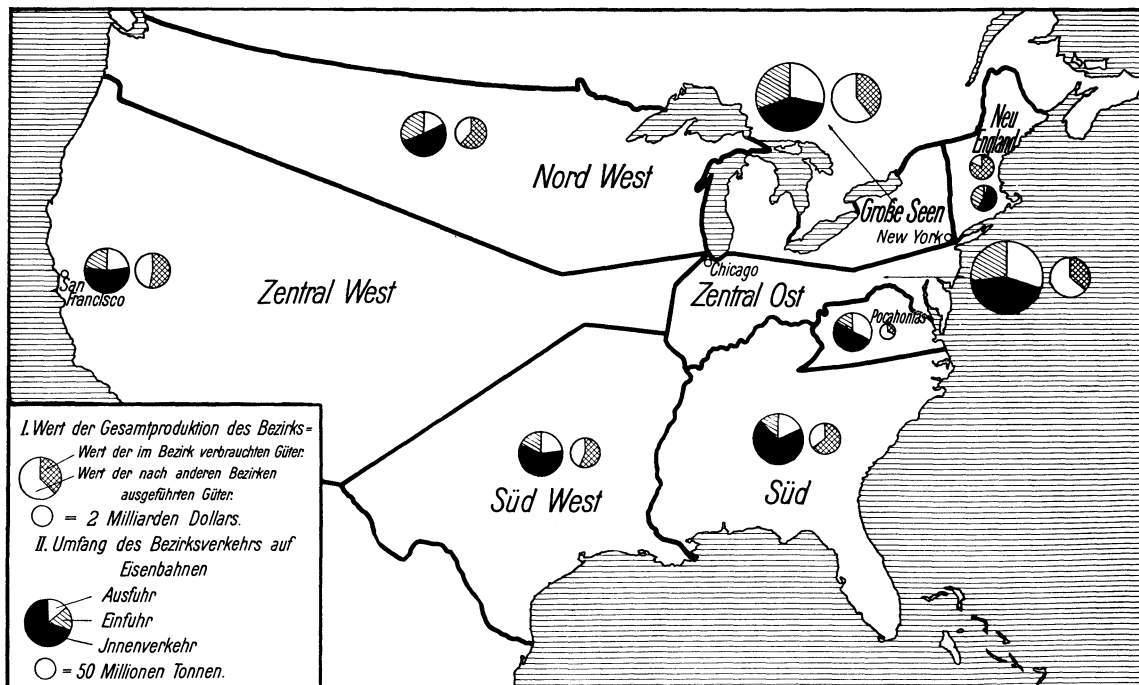 Neu
England
Nord West
Große Seen
New York
Chicago
Zentral Ost
San
Francisco
Zentral West
Pocahontas
Süd West
Süd
I. Wert der Gesamtproduktion des Bezirks=
Wert der im Bezirk verbrauchten Güter.
Wert der nach anderen Bezirken
ausgeführten Güter.
= 2 Milliarden Dollars.
II. Umfang des Bezirksverkehrs auf
Eisenbahnen
Ausfuhr
Einfuhr
Jnnenverkehr
= 50 Millionen Tonnen.